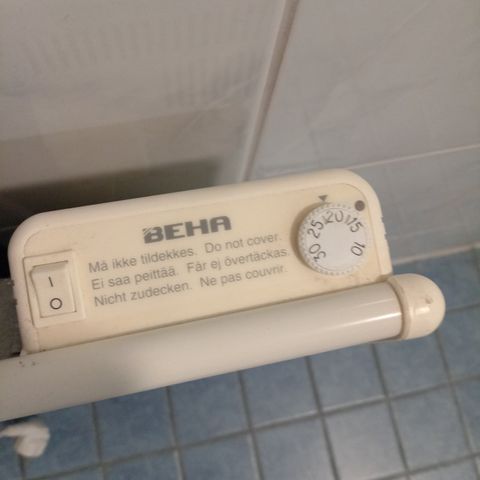 BEHA
Må ikke tildekkes. Do not cover.
Ei saa peittää. Får ej övertäckas.
Nicht zudecken. Ne pas couvnr.
I
O
30 25 20 15 10